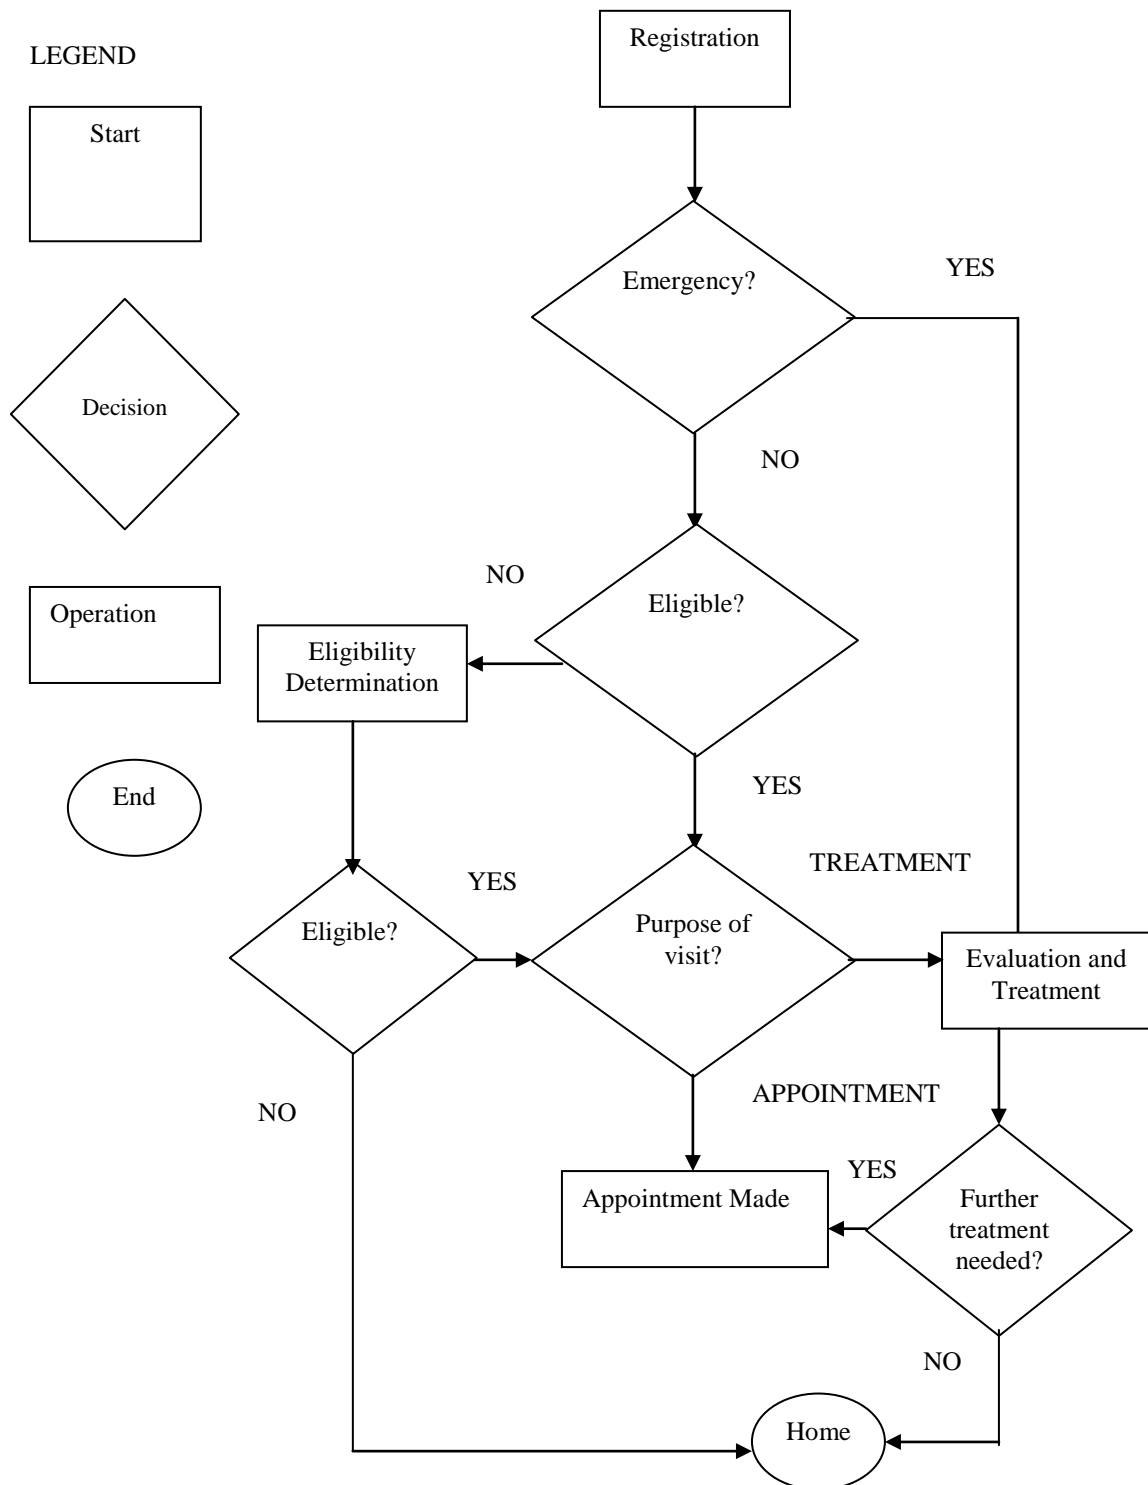 LEGEND
Start
Decision
Operation
End
Registration
Emergency?
YES
NO
Eligible?
NO
Eligibility
Determination
YES
Eligible?
YES
NO
Purpose of
visit?
TREATMENT
Evaluation and
Treatment
APPOINTMENT
Appointment Made
YES
Further
treatment
needed?
NO
Home